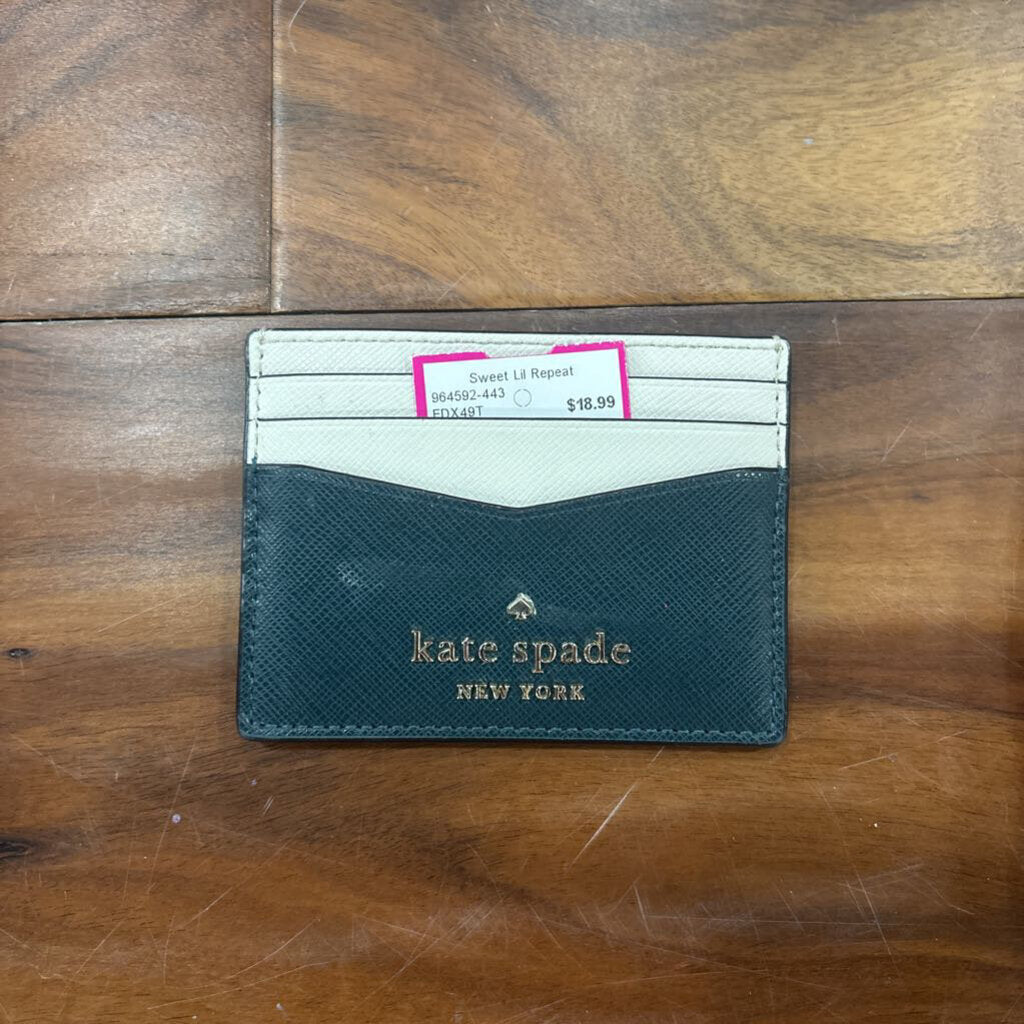 Sweet Lil Repeat
964592-443
$18.99
EDX49T
kate spade
NEW YORK